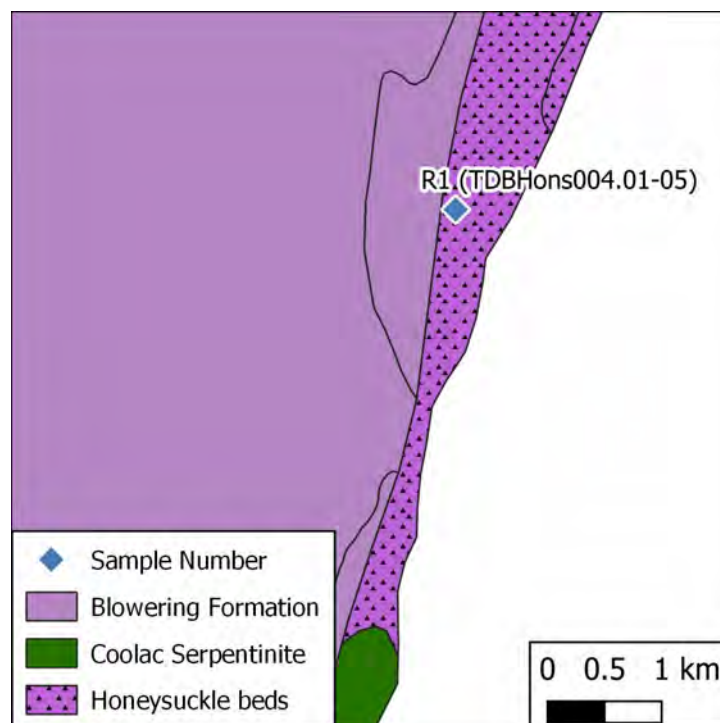 R1 (TDBHons004.01-05)
Sample Number
Blowering Formation
Coolac Serpentinite
Honeysuckle beds
0 0.5 1 km